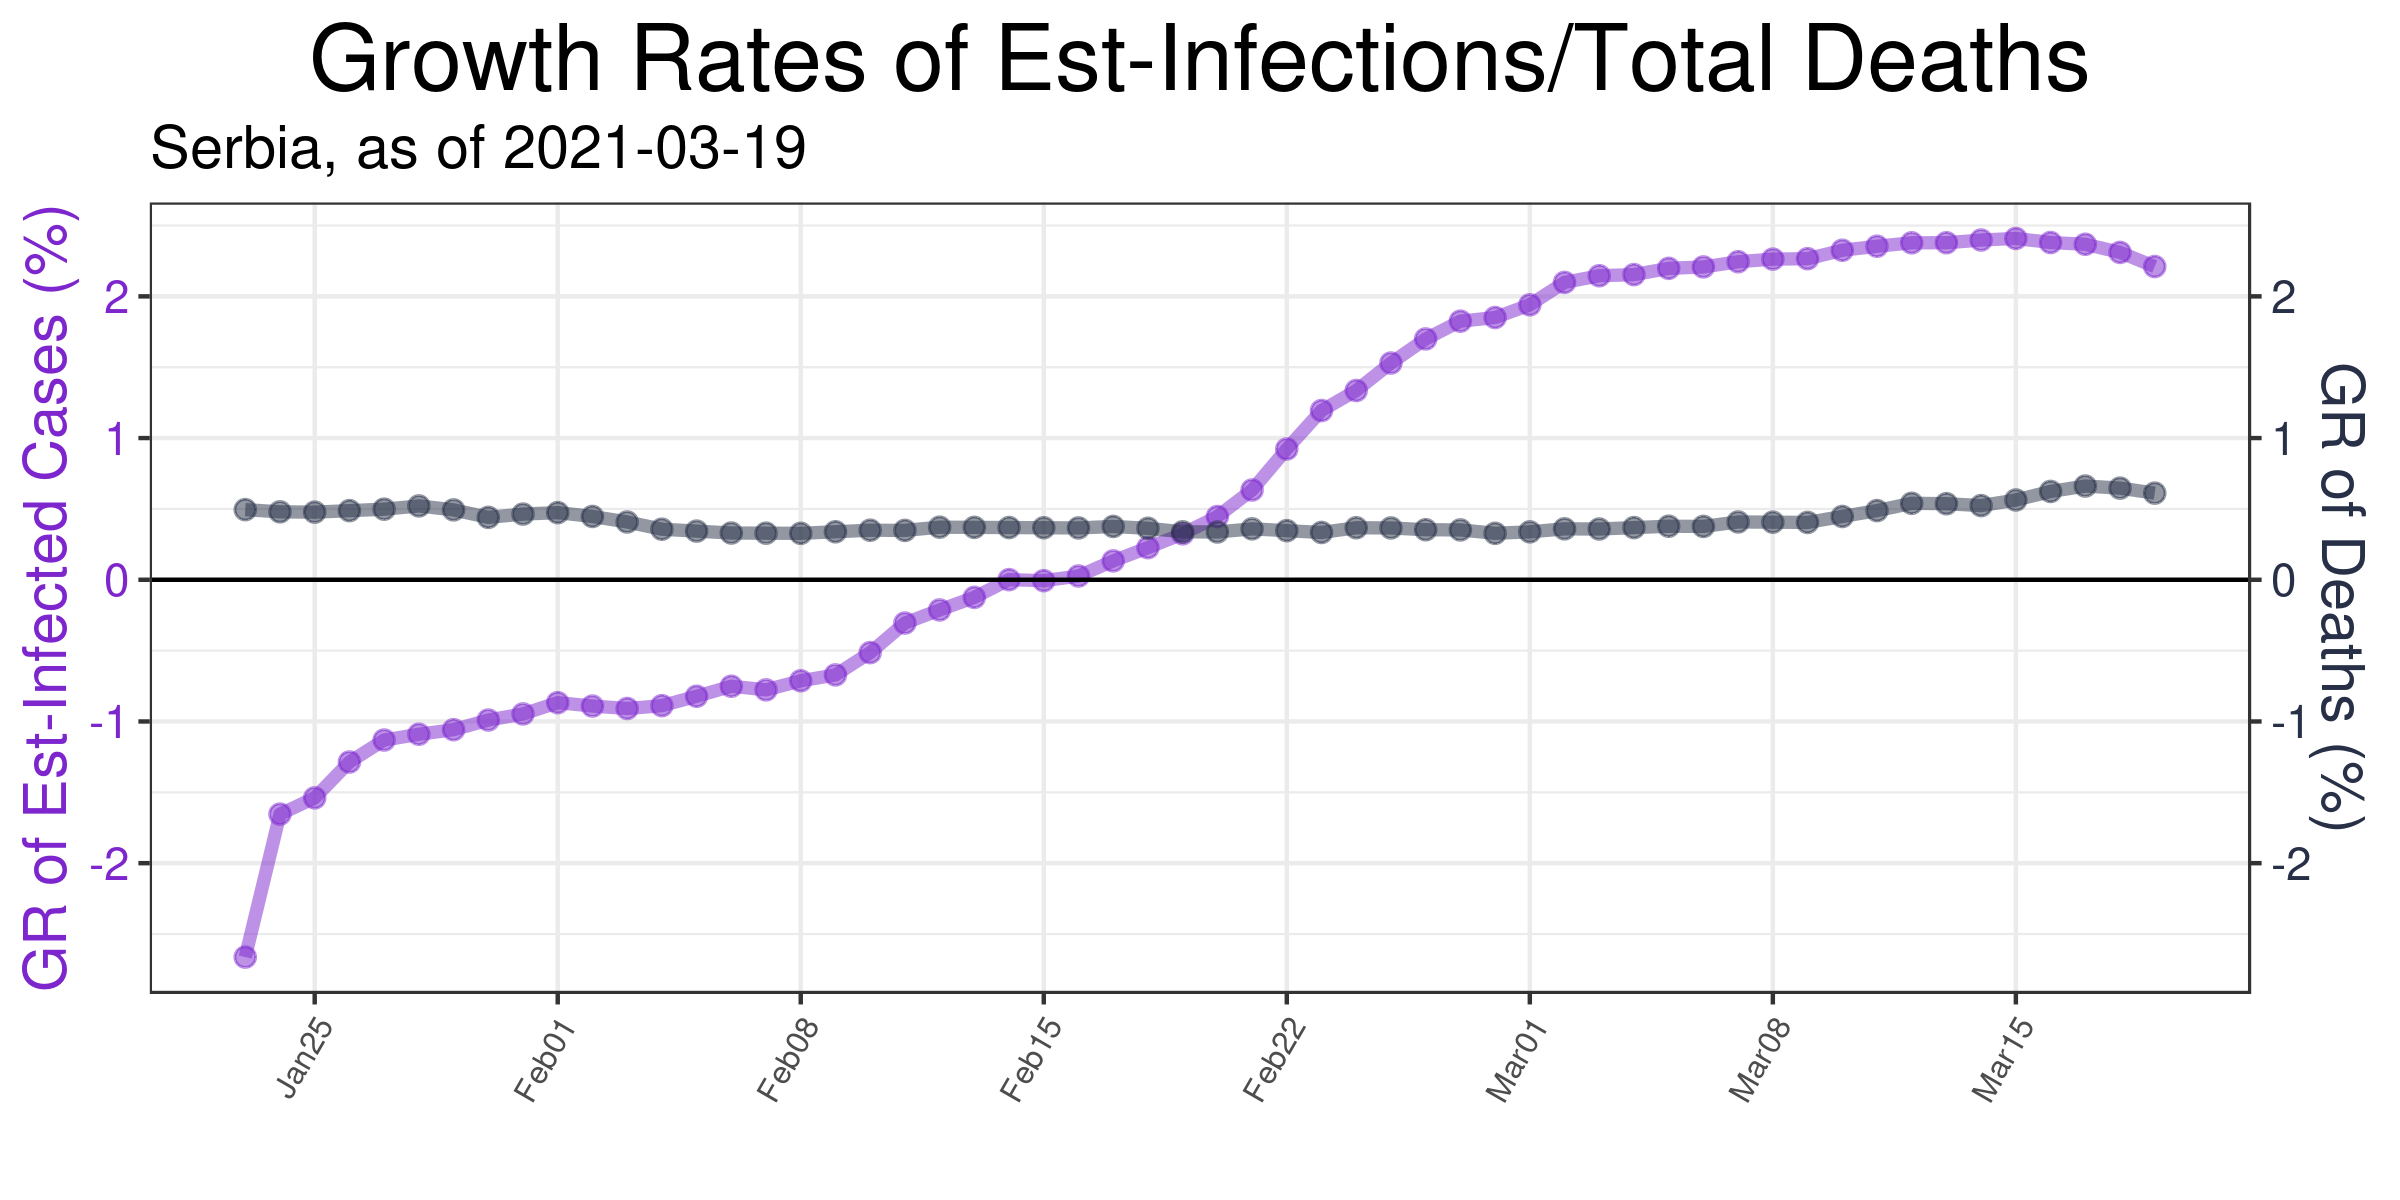 Growth Rates of Est-Infections/Total Deaths
Serbia, as of 2021-03-19
GR of Est-Infected Cases (%)
2
1
0
-1
-2
2
1
0
-1
-2
GR of Deaths (%)
Jan25
Feb01
Feb08
Feb15
Feb22
Mar01
Mar08
Mar15